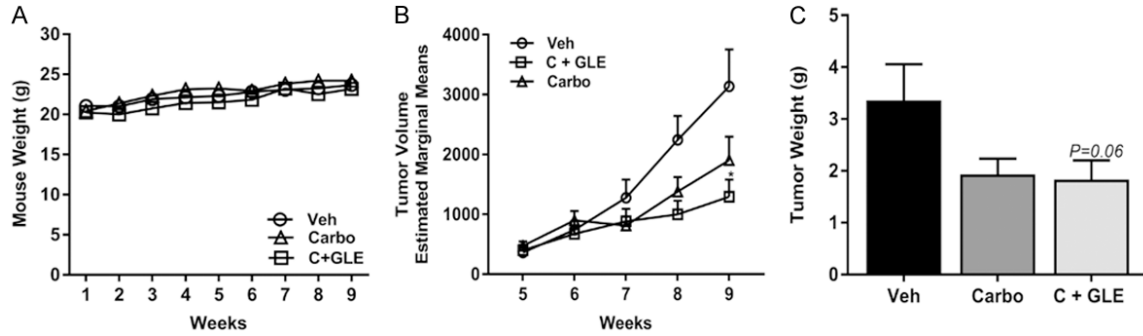 A
Mouse Weight (g)
30
25
20
15
10
5
0
Veh
Carbo
C+GLE
1 2 3 4 5 6 7 8 9
Weeks
B
Tumor Volume
Estimated Marginal Means
4000
3000
2000
1000
0
Veh
C + GLE
Carbo
*
5 6 7 8 9
Weeks
C
Tumor Weight (g)
5
4
3
2
1
0
P=0.06
Veh Carbo C + GLE